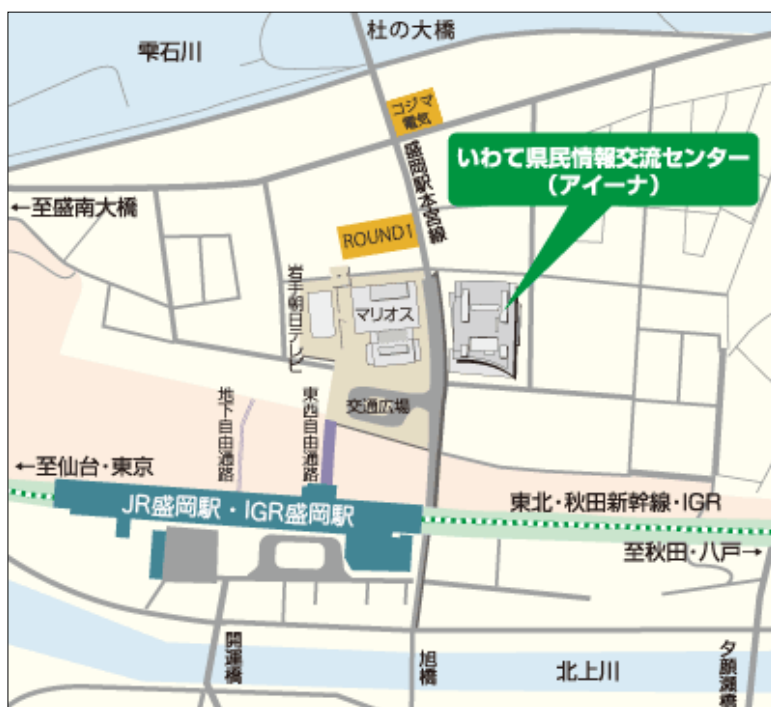 杜の大橋
雫石川
コジマ
電気
盛岡駅本宮線
いわて県民情報交流センター
（アイーナ）
←至盛南大橋
ROUND1
岩手朝日テレビ
マリオス
地下自由通路
東西自由通路
交通広場
←至仙台・東京
JR盛岡駅・IGR盛岡駅
東北・秋田新幹線・IGR
至秋田・八戸→
開運橋
旭橋
北上川
夕顔瀬橋